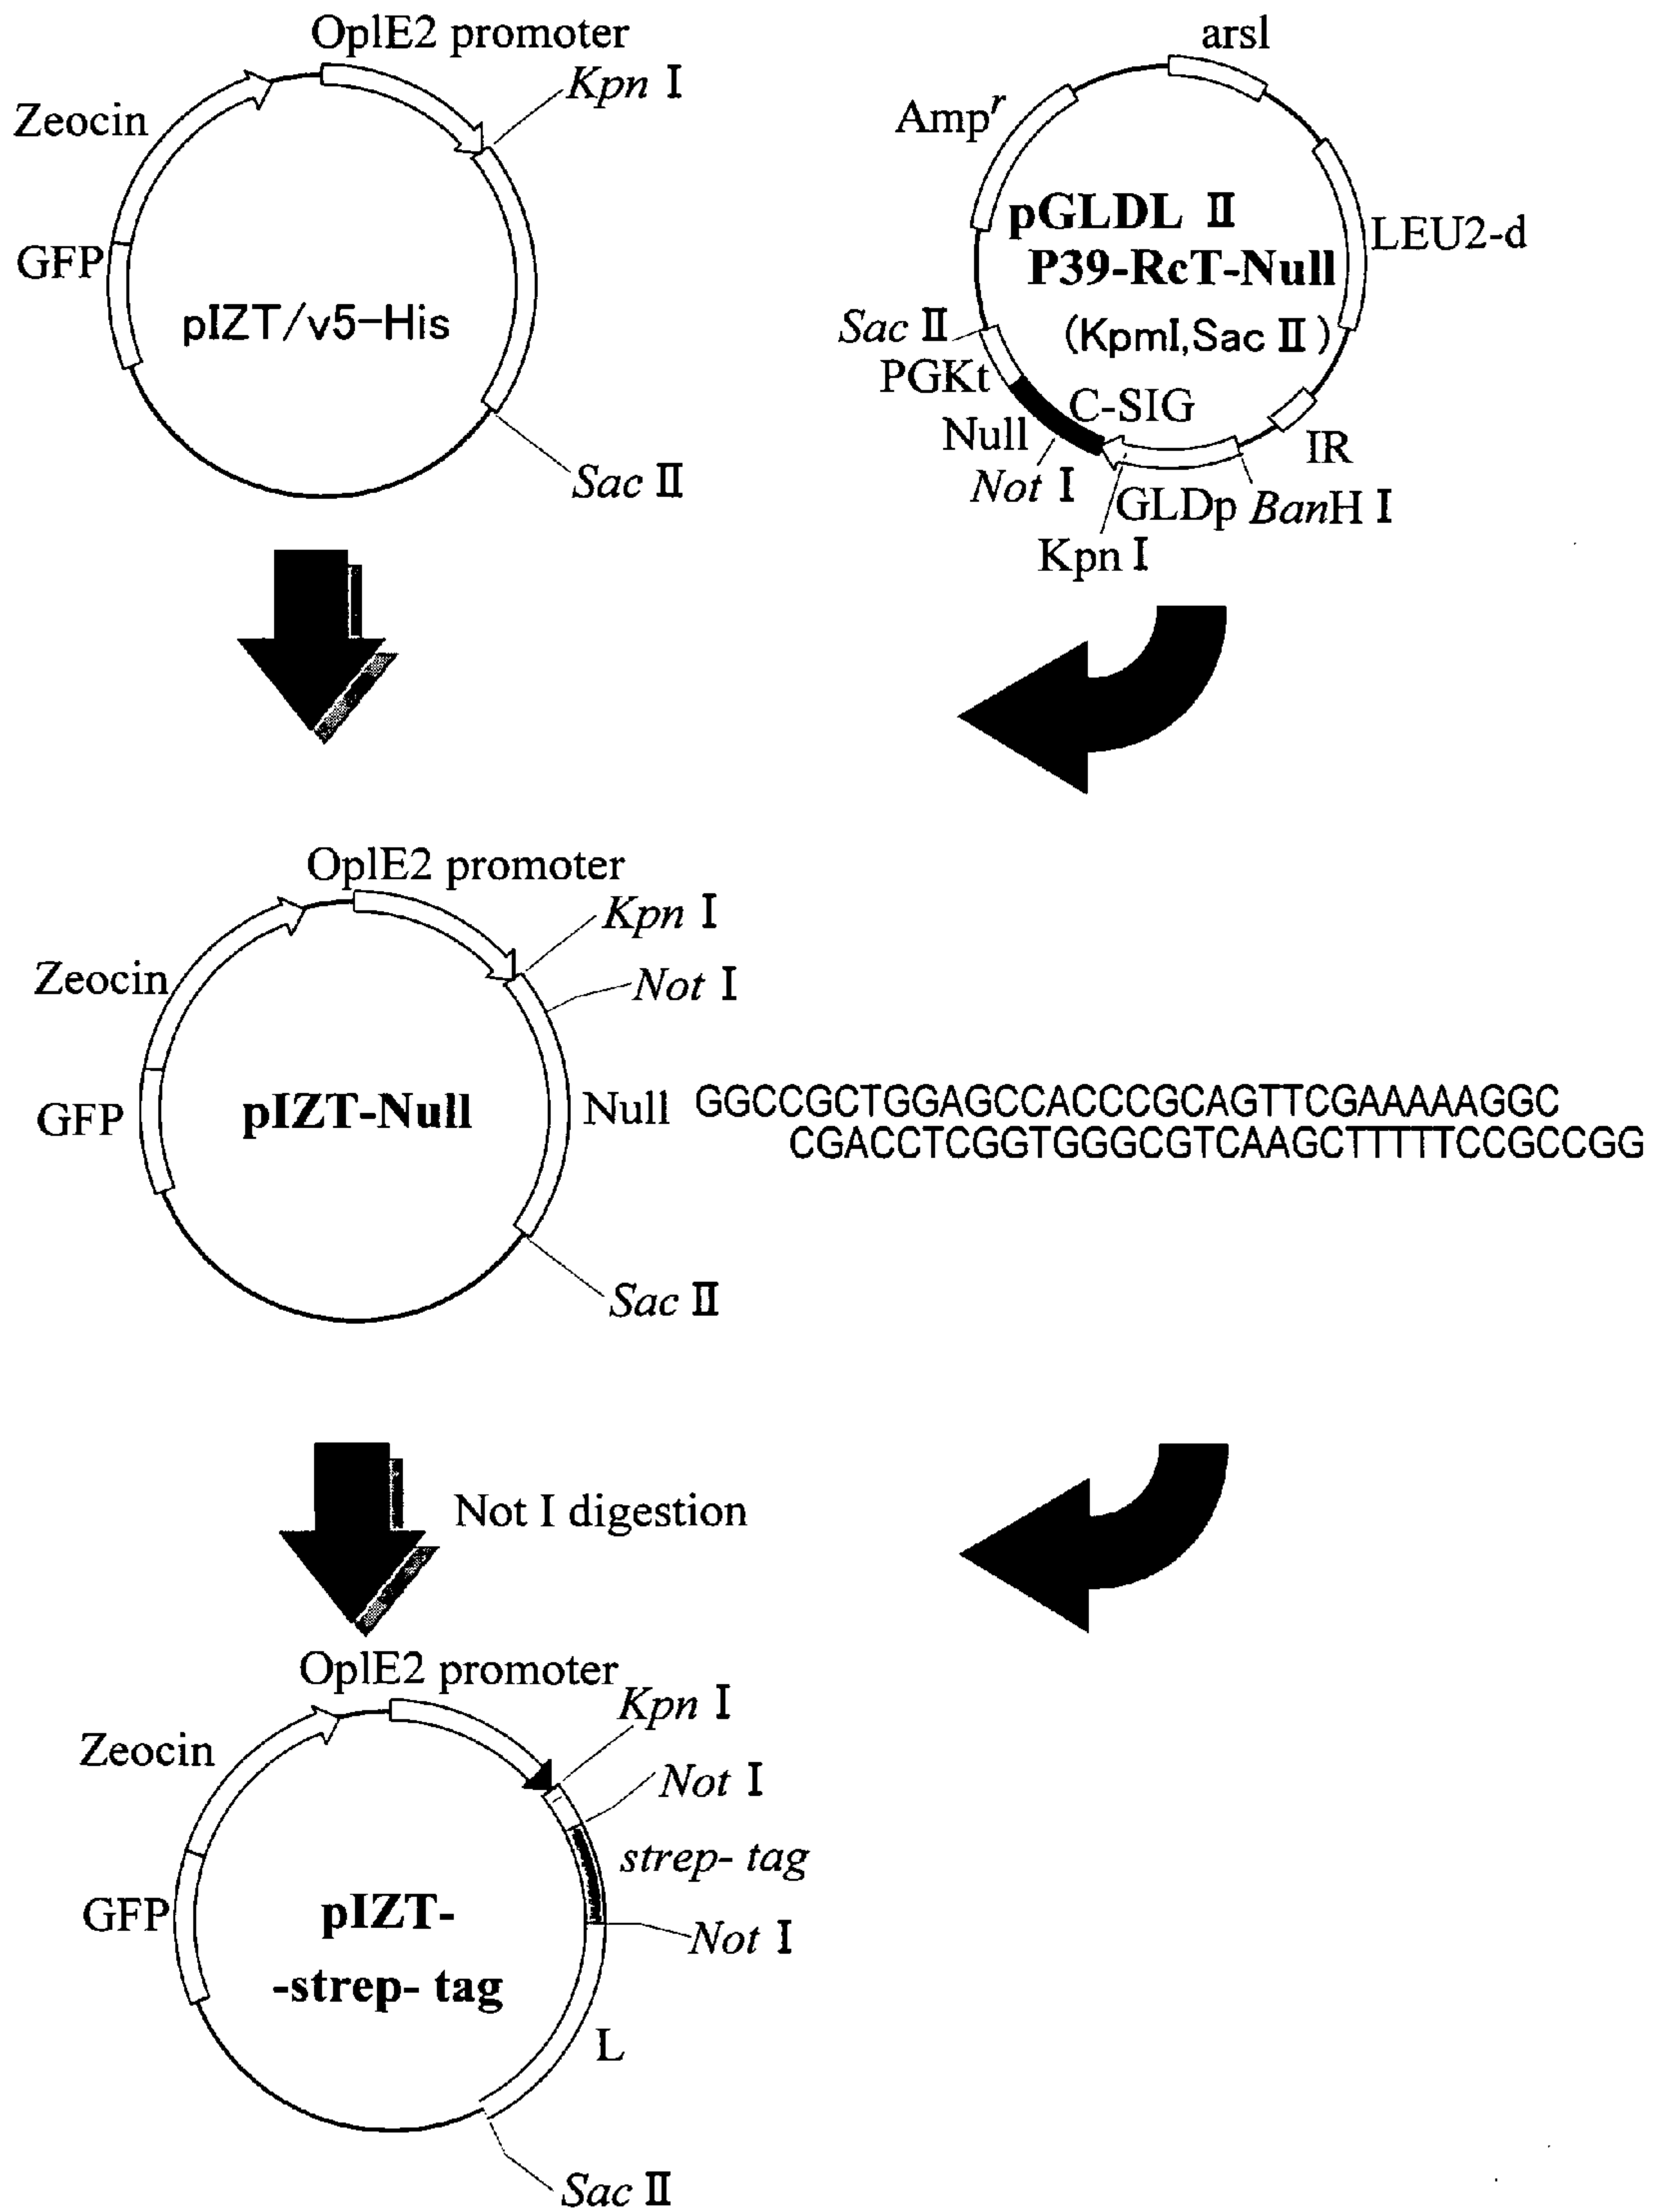 OplE2 promoter
Kpn I
Zeocin
GFP
pIZT/v5-His
Sac II
arsl
Amp^r
pGLDL II
P39-RcT-Null
(KpmI,Sac II)
LEU2-d
Sac II
PGKt
C-SIG
Null
Not I
IR
GLDp
BanH I
Kpn I
OplE2 promoter
Kpn I
Not I
Zeocin
GFP
pIZT-Null
Null
GGCCGCTGGAGCCACCCGCAGTTCGAAAAAGGC
CGACCTCGGTGGGCGTCAAGCTTTTTCCGCCGG
Sac II
Not I digestion
OplE2 promoter
Kpn I
Zeocin
Not I
strep- tag
GFP
pIZT-
-strep- tag
Not I
L
Sac II